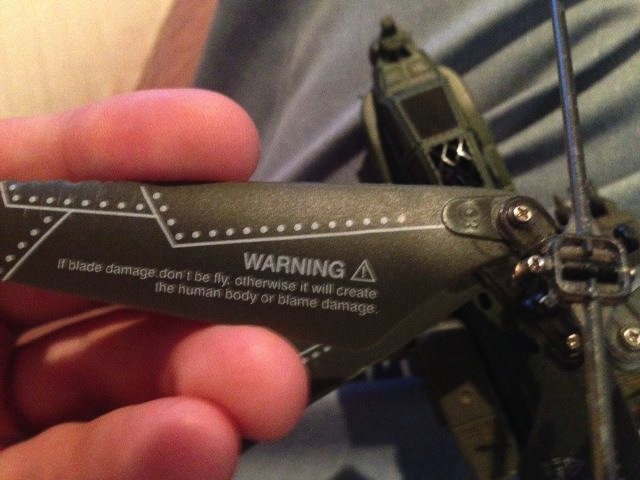 WARNING
If blade damage.don't be fly, otherwise it will create
the human body or blame damage.